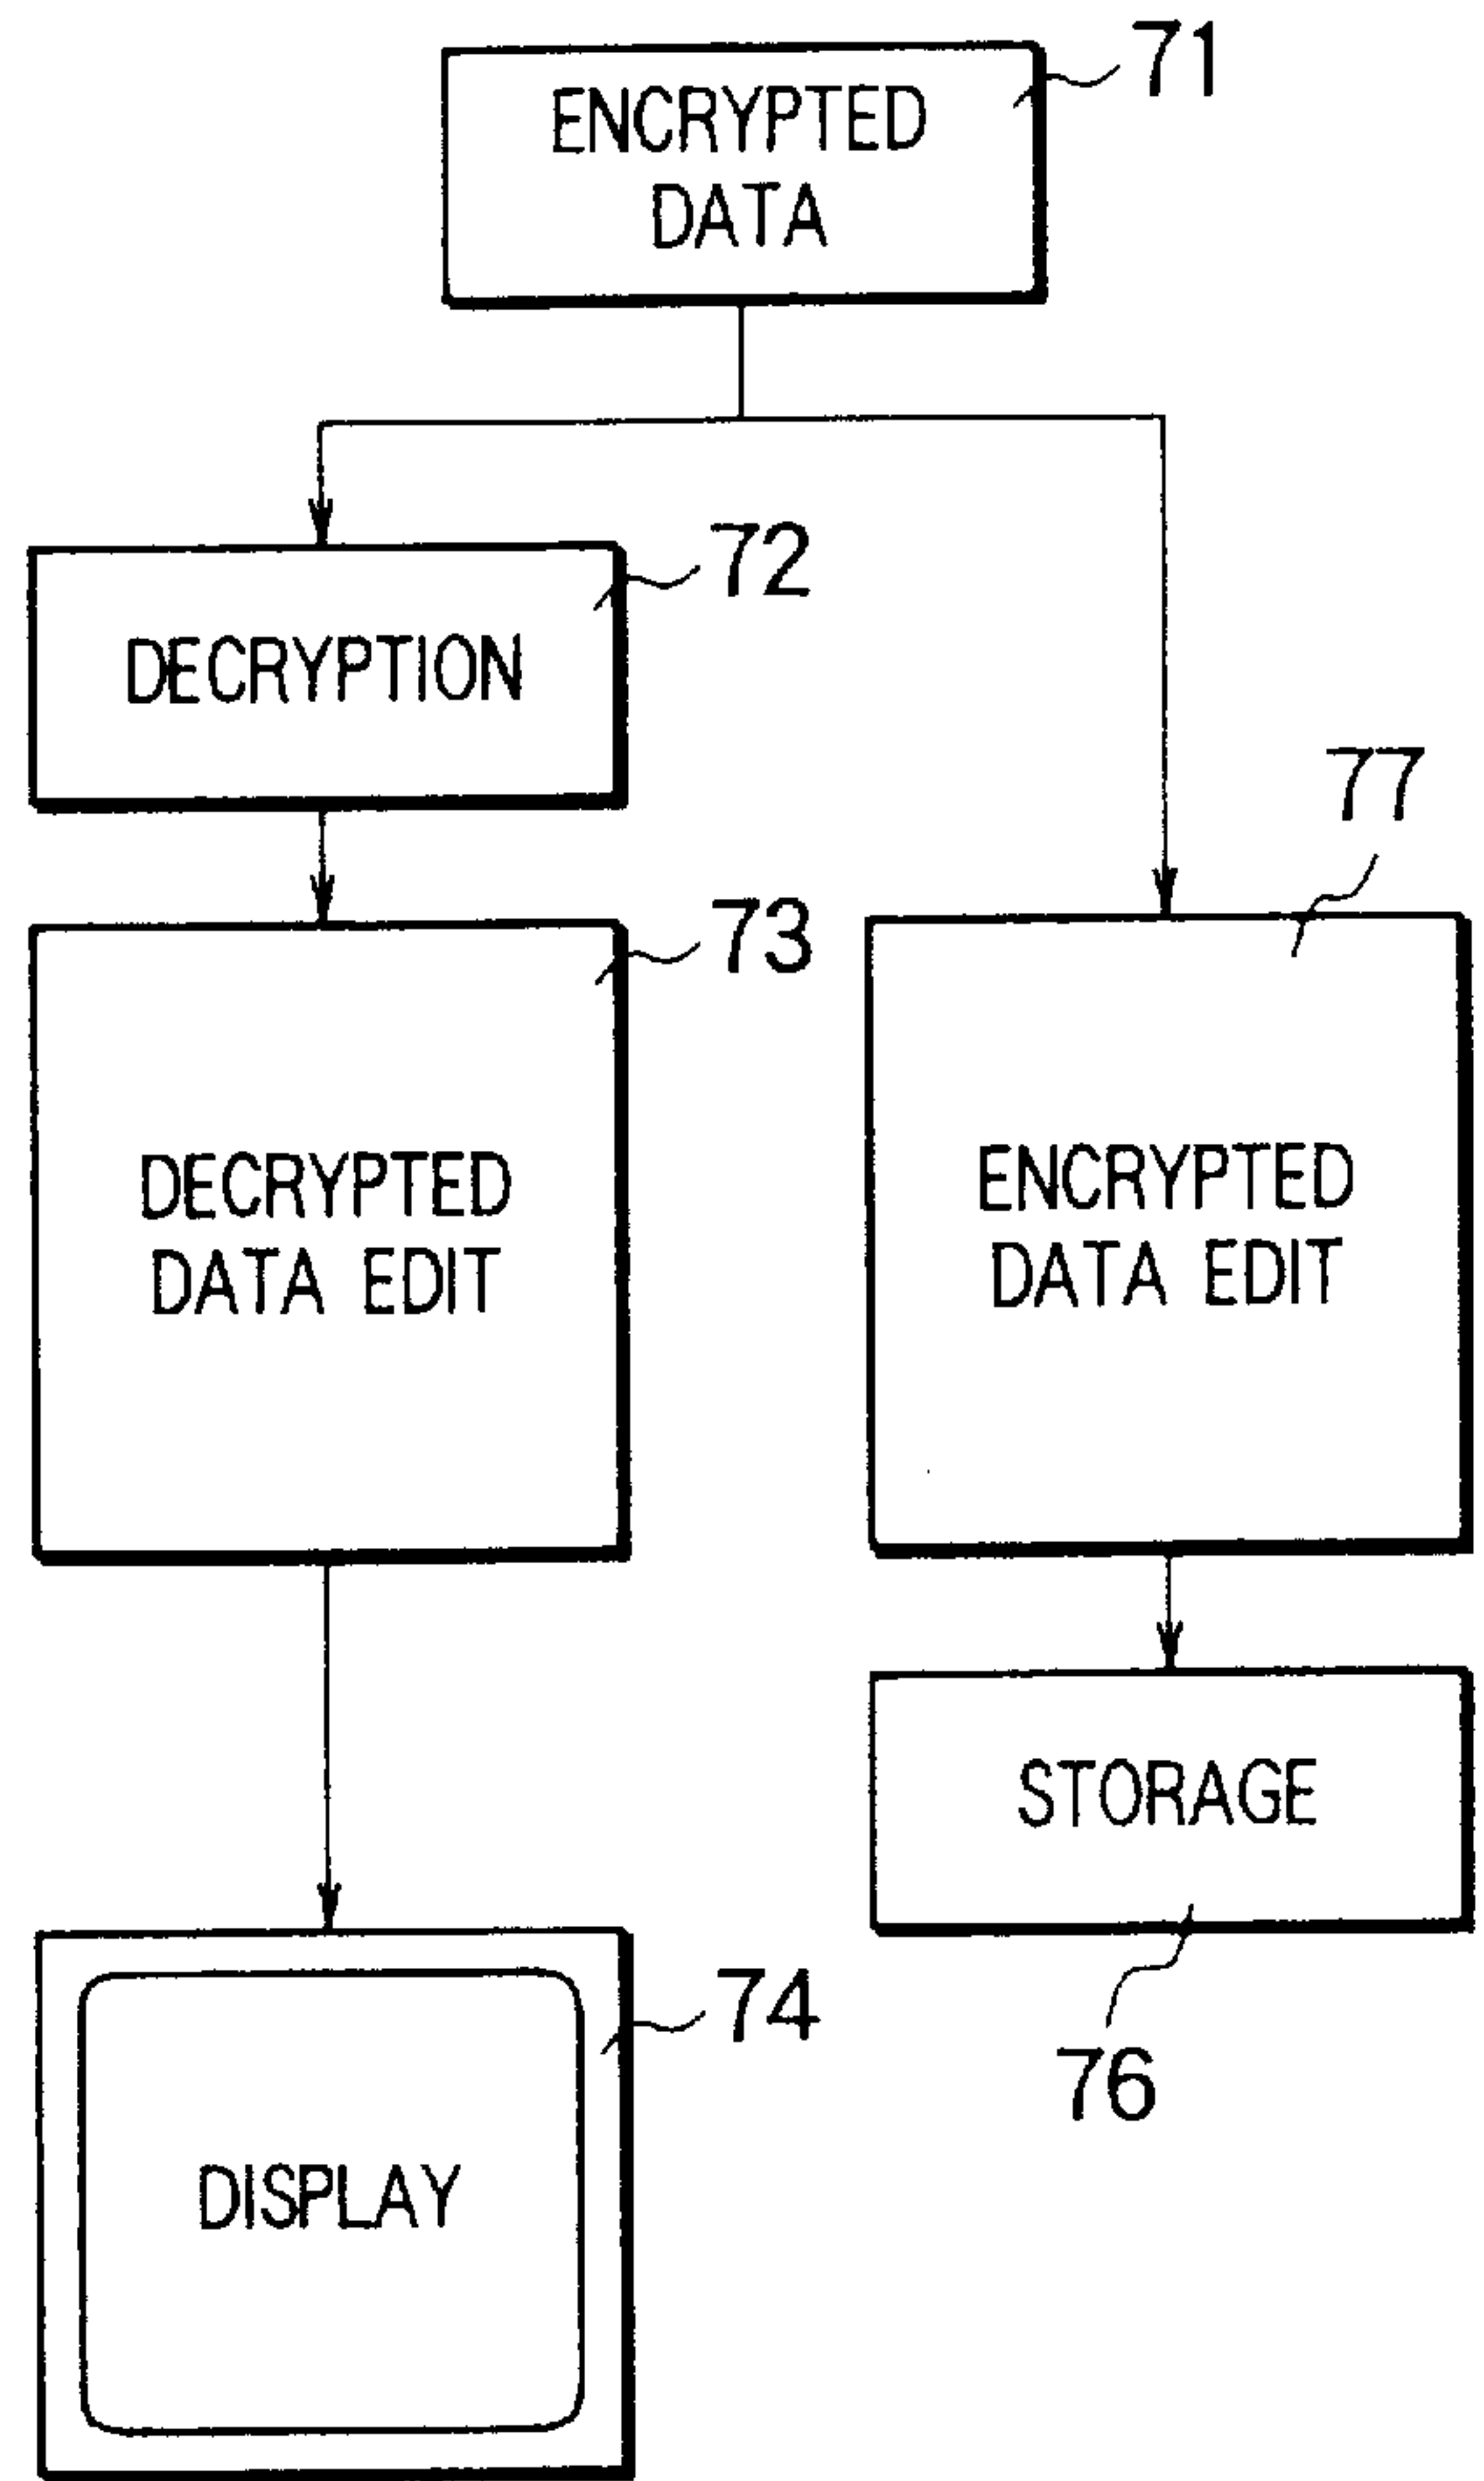 71
ENCRYPTED
DATA
72
DECRYPTION
77
73
DECRYPTED
DATA EDIT
ENCRYPTED
DATA EDIT
STORAGE
74
76
DISPLAY